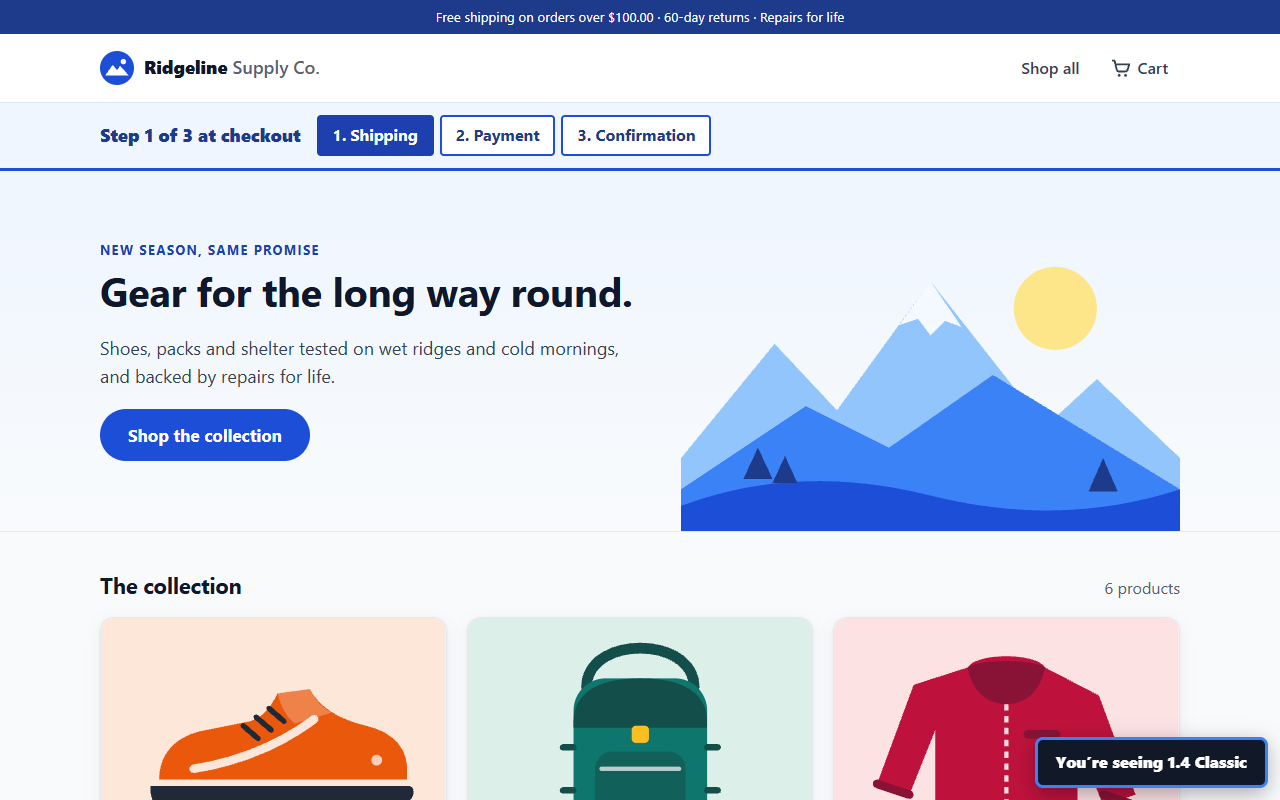 Free shipping on orders over $100.00 · 60-day returns · Repairs for life
Ridgeline Supply Co.
Shop all
Cart
Step 1 of 3 at checkout
1. Shipping
2. Payment
3. Confirmation
NEW SEASON, SAME PROMISE
Gear for the long way round.
Shoes, packs and shelter tested on wet ridges and cold mornings,
and backed by repairs for life.
Shop the collection
The collection
6 products
You're seeing 1.4 Classic